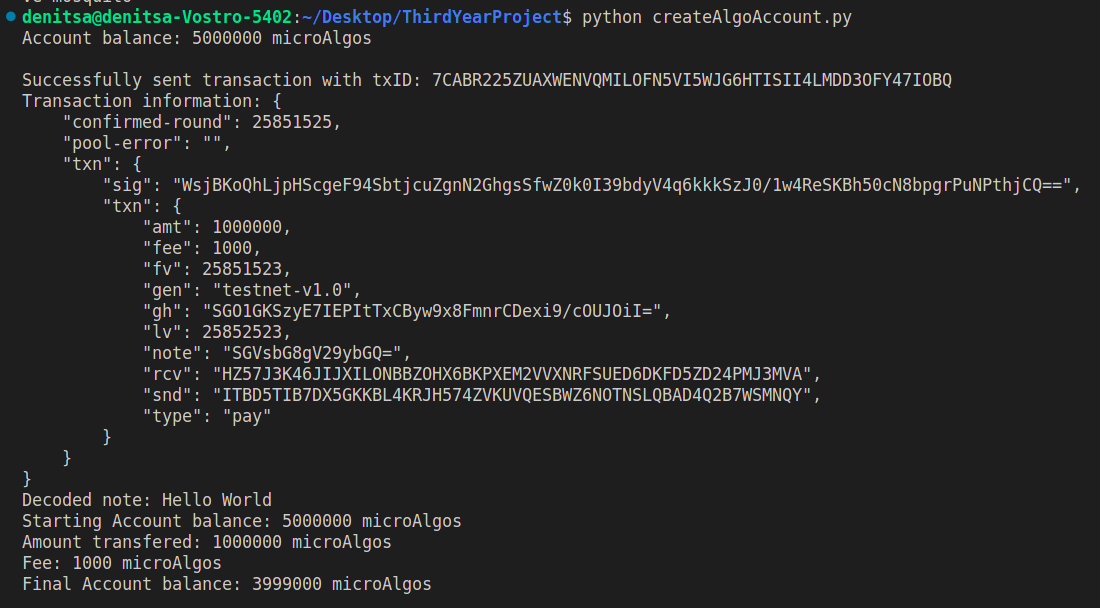 denitsa@denitsa-Vostro-5402:~/Desktop/ThirdYearProject$ python createAlgoAccount.py
Account balance: 5000000 microAlgos
Successfully sent transaction with txID: 7CABR225ZUAXWENVQMILOFN5VI5WJG6HTISII4LMDD3OFY47IOBQ
Transaction information: {
    "confirmed-round": 25851525,
    "pool-error": "",
    "txn": {
        "sig": "WsjBKoQhLjpHScgeF94SbtjcuZgnN2GhgsSfwZ0k0I39bdyV4q6kkkSzJ0/1w4ReSKBh50cN8bpgrPuNPthjCQ==",
        "txn": {
            "amt": 1000000,
            "fee": 1000,
            "fv": 25851523,
            "gen": "testnet-v1.0",
            "gh": "SGO1GKSzyE7IEPItTxCByw9x8FmnrCDexi9/cOUJOiI=",
            "lv": 25852523,
            "note": "SGVsbG8gV29ybGQ=",
            "rcv": "HZ57J3K46JIJXILONBBZOHX6BKPXEM2VVXNRFSUED6DKFD5ZD24PMJ3MVA",
            "snd": "ITBD5TIB7DX5GKKBL4KRJH574ZVKUVQESBWZ6NOTNSLQBAD4Q2B7WSMNQY",
            "type": "pay"
        }
    }
}
Decoded note: Hello World
Starting Account balance: 5000000 microAlgos
Amount transfered: 1000000 microAlgos
Fee: 1000 microAlgos
Final Account balance: 3999000 microAlgos